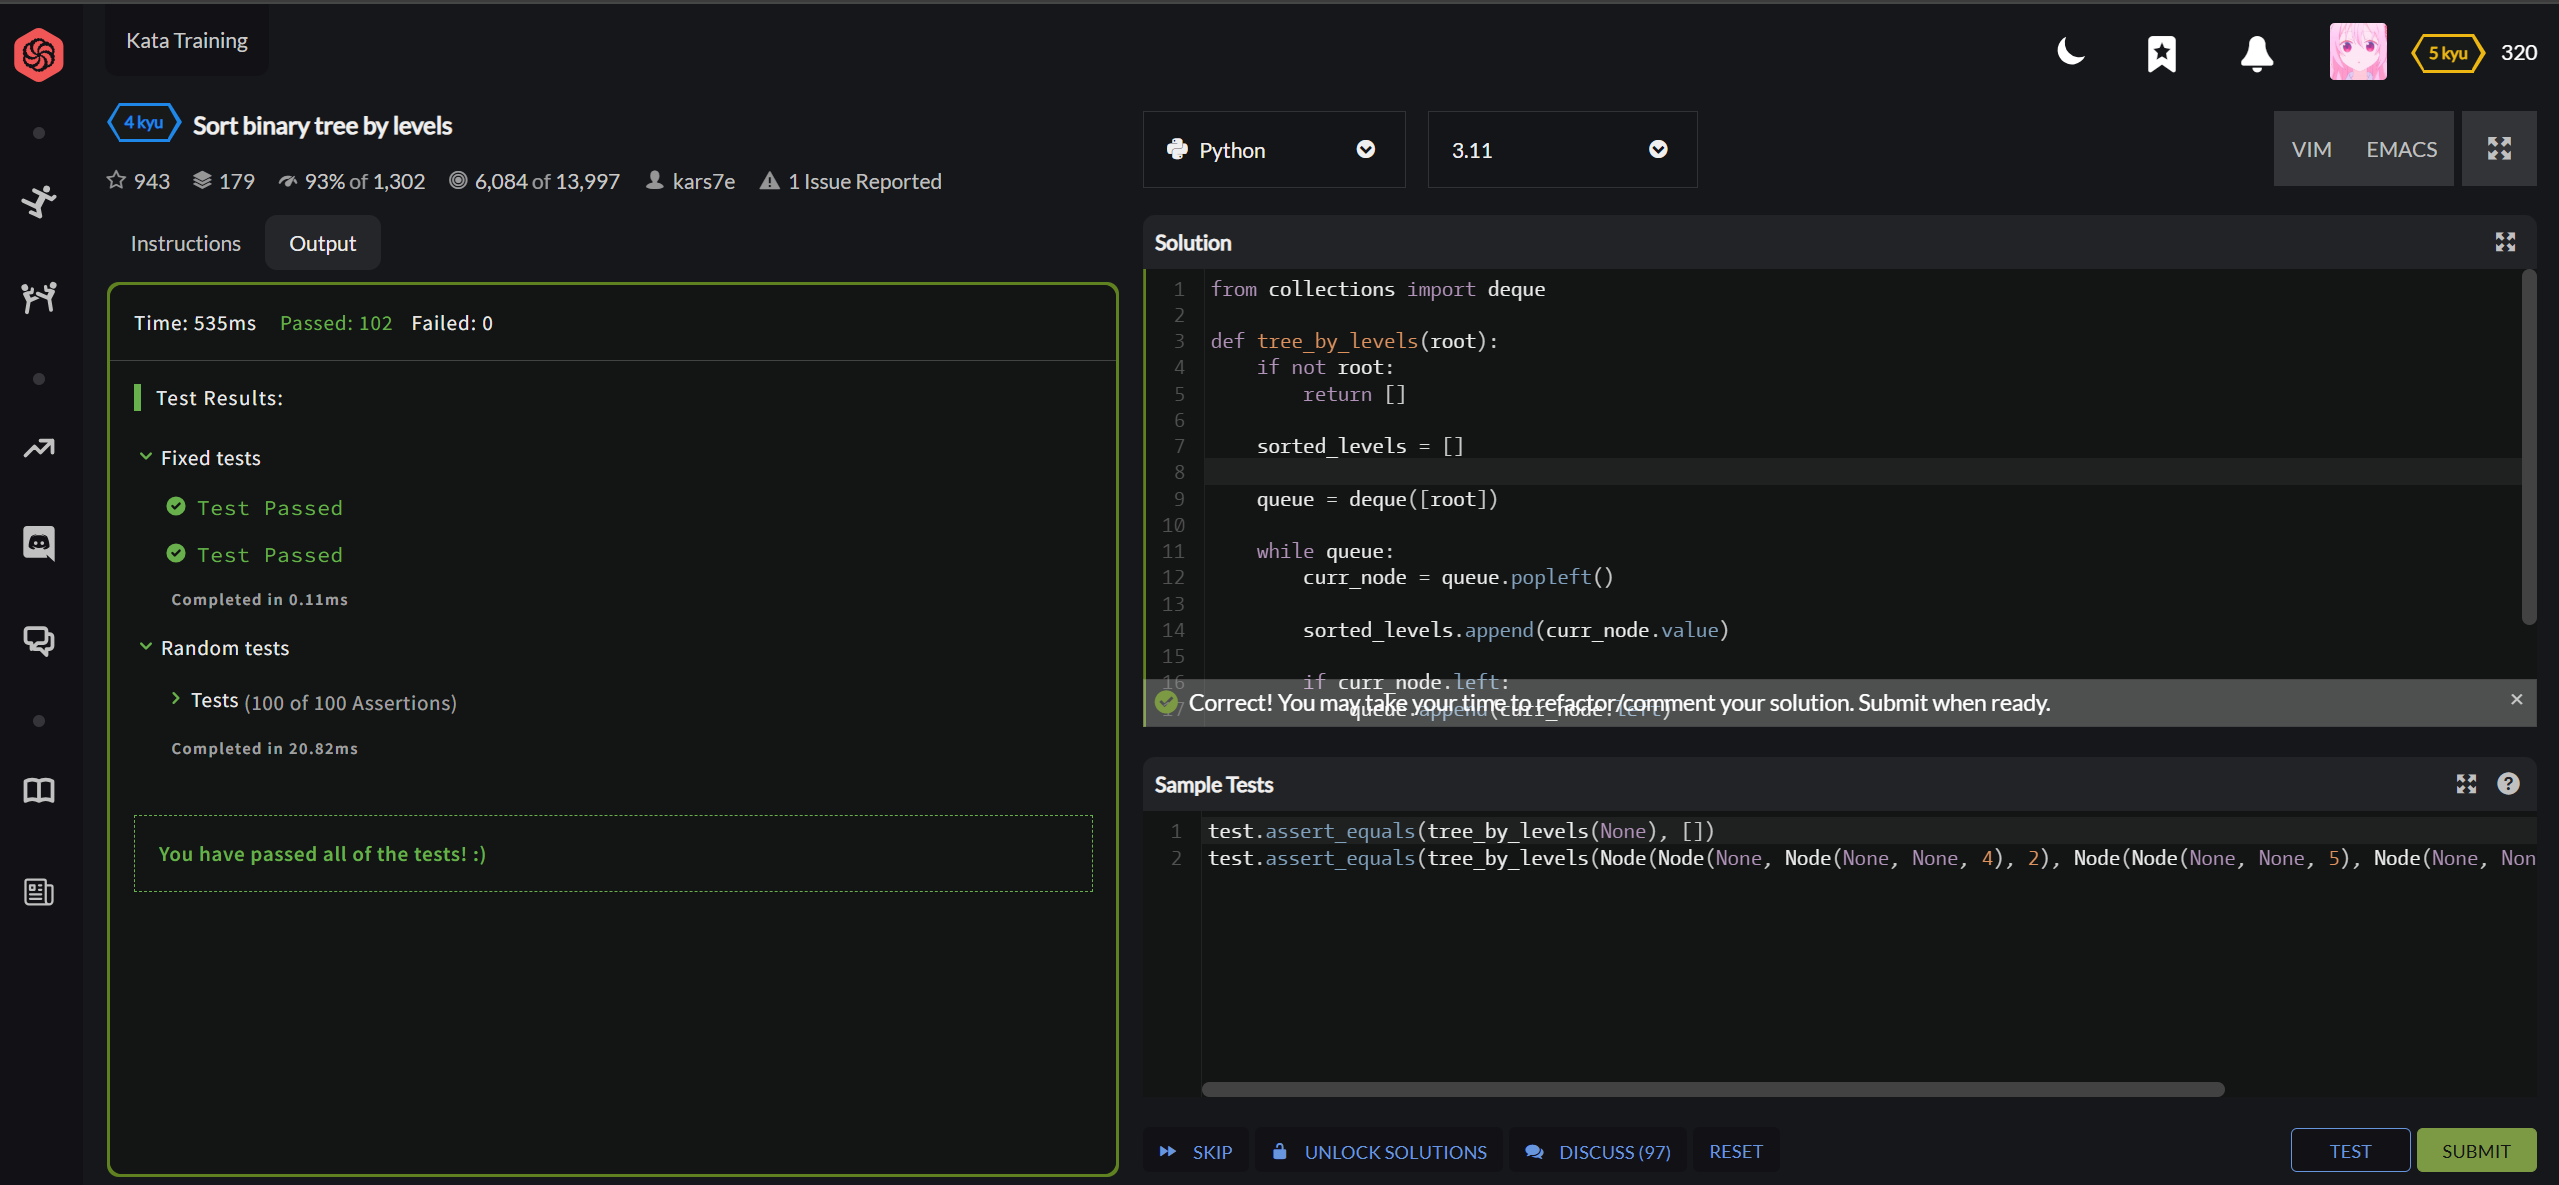 Kata Training
5 kyu 320
4 kyu Sort binary tree by levels
943 179 93% of 1,302 6,084 of 13,997 kars7e 1 Issue Reported
Instructions Output
Time: 535ms Passed: 102 Failed: 0
Test Results:
Fixed tests
Test Passed
Test Passed
Completed in 0.11ms
Random tests
Tests (100 of 100 Assertions)
Completed in 20.82ms
You have passed all of the tests! :)
Python 3.11 VIM EMACS
Solution
1 from collections import deque
2
3 def tree_by_levels(root):
4 if not root:
5 return []
6
7 sorted_levels = []
8
9 queue = deque([root])
10
11 while queue:
12 curr_node = queue.popleft()
13
14 sorted_levels.append(curr_node.value)
15
16 if curr_node.left:
17 queue.append(curr_node.left)
Correct! You may take your time to refactor/comment your solution. Submit when ready.
Sample Tests
1 test.assert_equals(tree_by_levels(None), [])
2 test.assert_equals(tree_by_levels(Node(Node(None, Node(None, None, 4), 2), Node(Node(None, None, 5), Node(None, Non
SKIP UNLOCK SOLUTIONS DISCUSS (97) RESET TEST SUBMIT